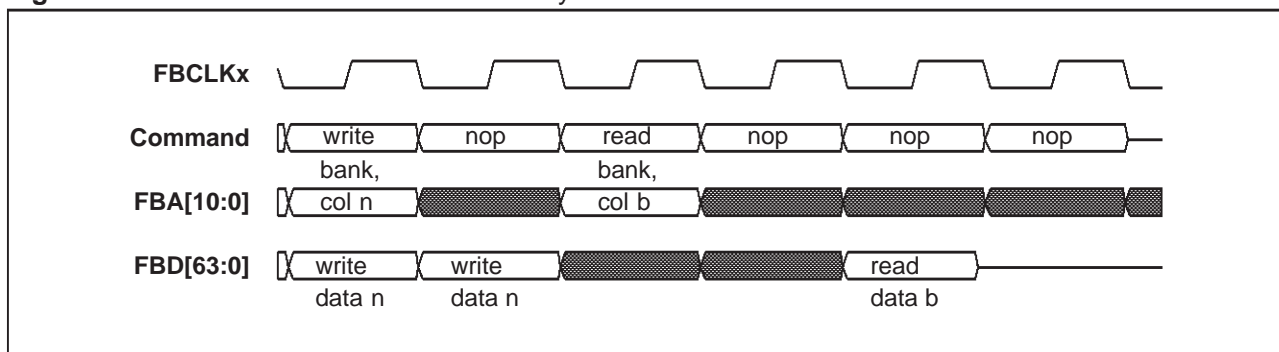 FBCLKx
Command write nop read nop nop nop
bank, bank,
FBA[10:0] col n col b
FBD[63:0] write write read
data n data n data b